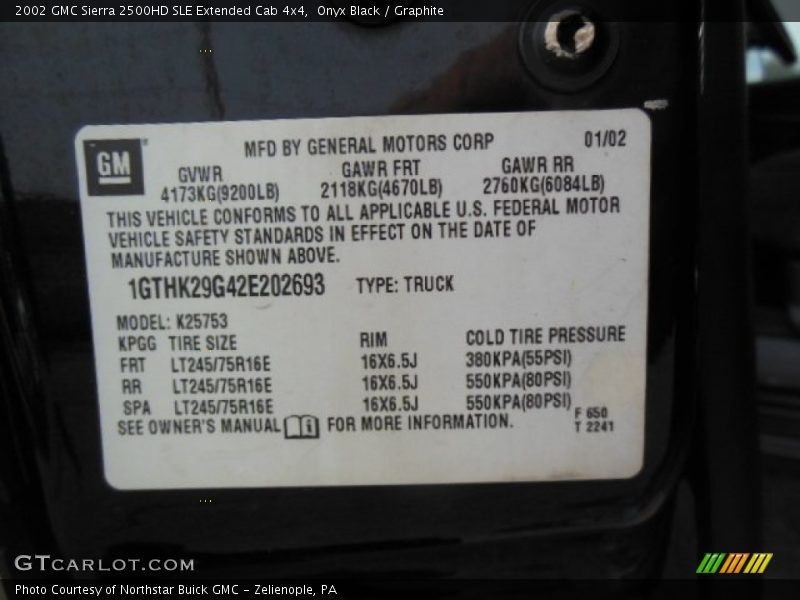 2002 GMC Sierra 2500HD SLE Extended Cab 4x4,  Onyx Black / Graphite
GM
MFD BY GENERAL MOTORS CORP 01/02
GVWR GAWR FRT GAWR RR
4173KG(9200LB) 2118KG(4670LB) 2760KG(6084LB)
THIS VEHICLE CONFORMS TO ALL APPLICABLE U.S. FEDERAL MOTOR
VEHICLE SAFETY STANDARDS IN EFFECT ON THE DATE OF
MANUFACTURE SHOWN ABOVE.
1GTHK29G42E202693 TYPE: TRUCK
MODEL: K25753
KPGG TIRE SIZE RIM COLD TIRE PRESSURE
FRT LT245/75R16E 16X6.5J 380KPA(55PSI)
RR LT245/75R16E 16X6.5J 550KPA(80PSI)
SPA LT245/75R16E 16X6.5J 550KPA(80PSI)
SEE OWNER'S MANUAL i FOR MORE INFORMATION.
F 650
T 2241
GTCARLOT.COM
Photo Courtesy of Northstar Buick GMC - Zelienople, PA